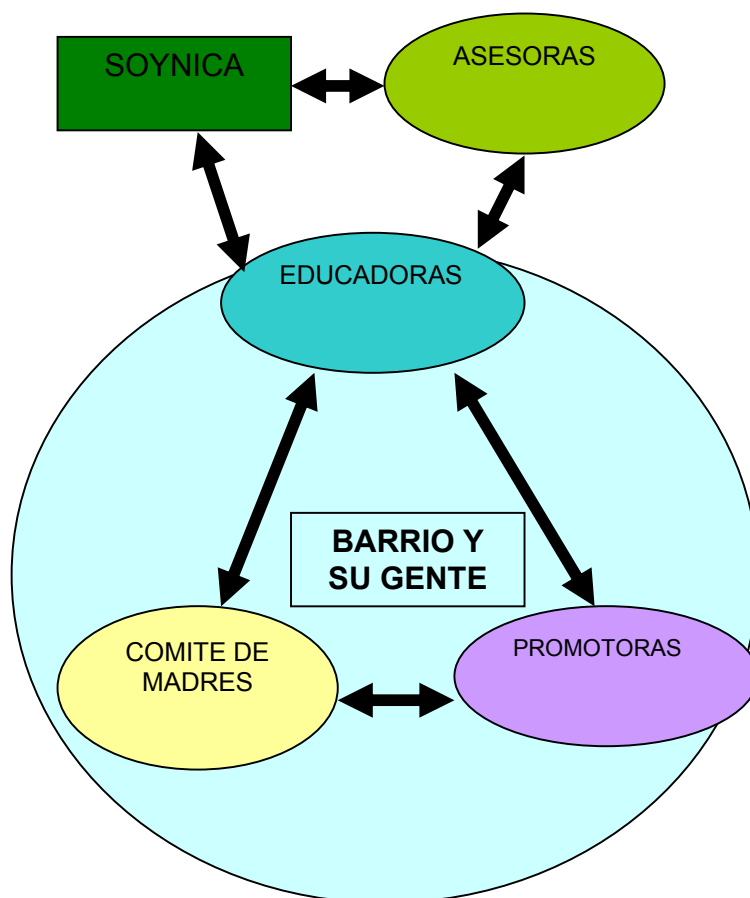 SOYNICA
ASESORAS
EDUCADORAS
BARRIO Y
SU GENTE
COMITE DE
MADRES
PROMOTORAS